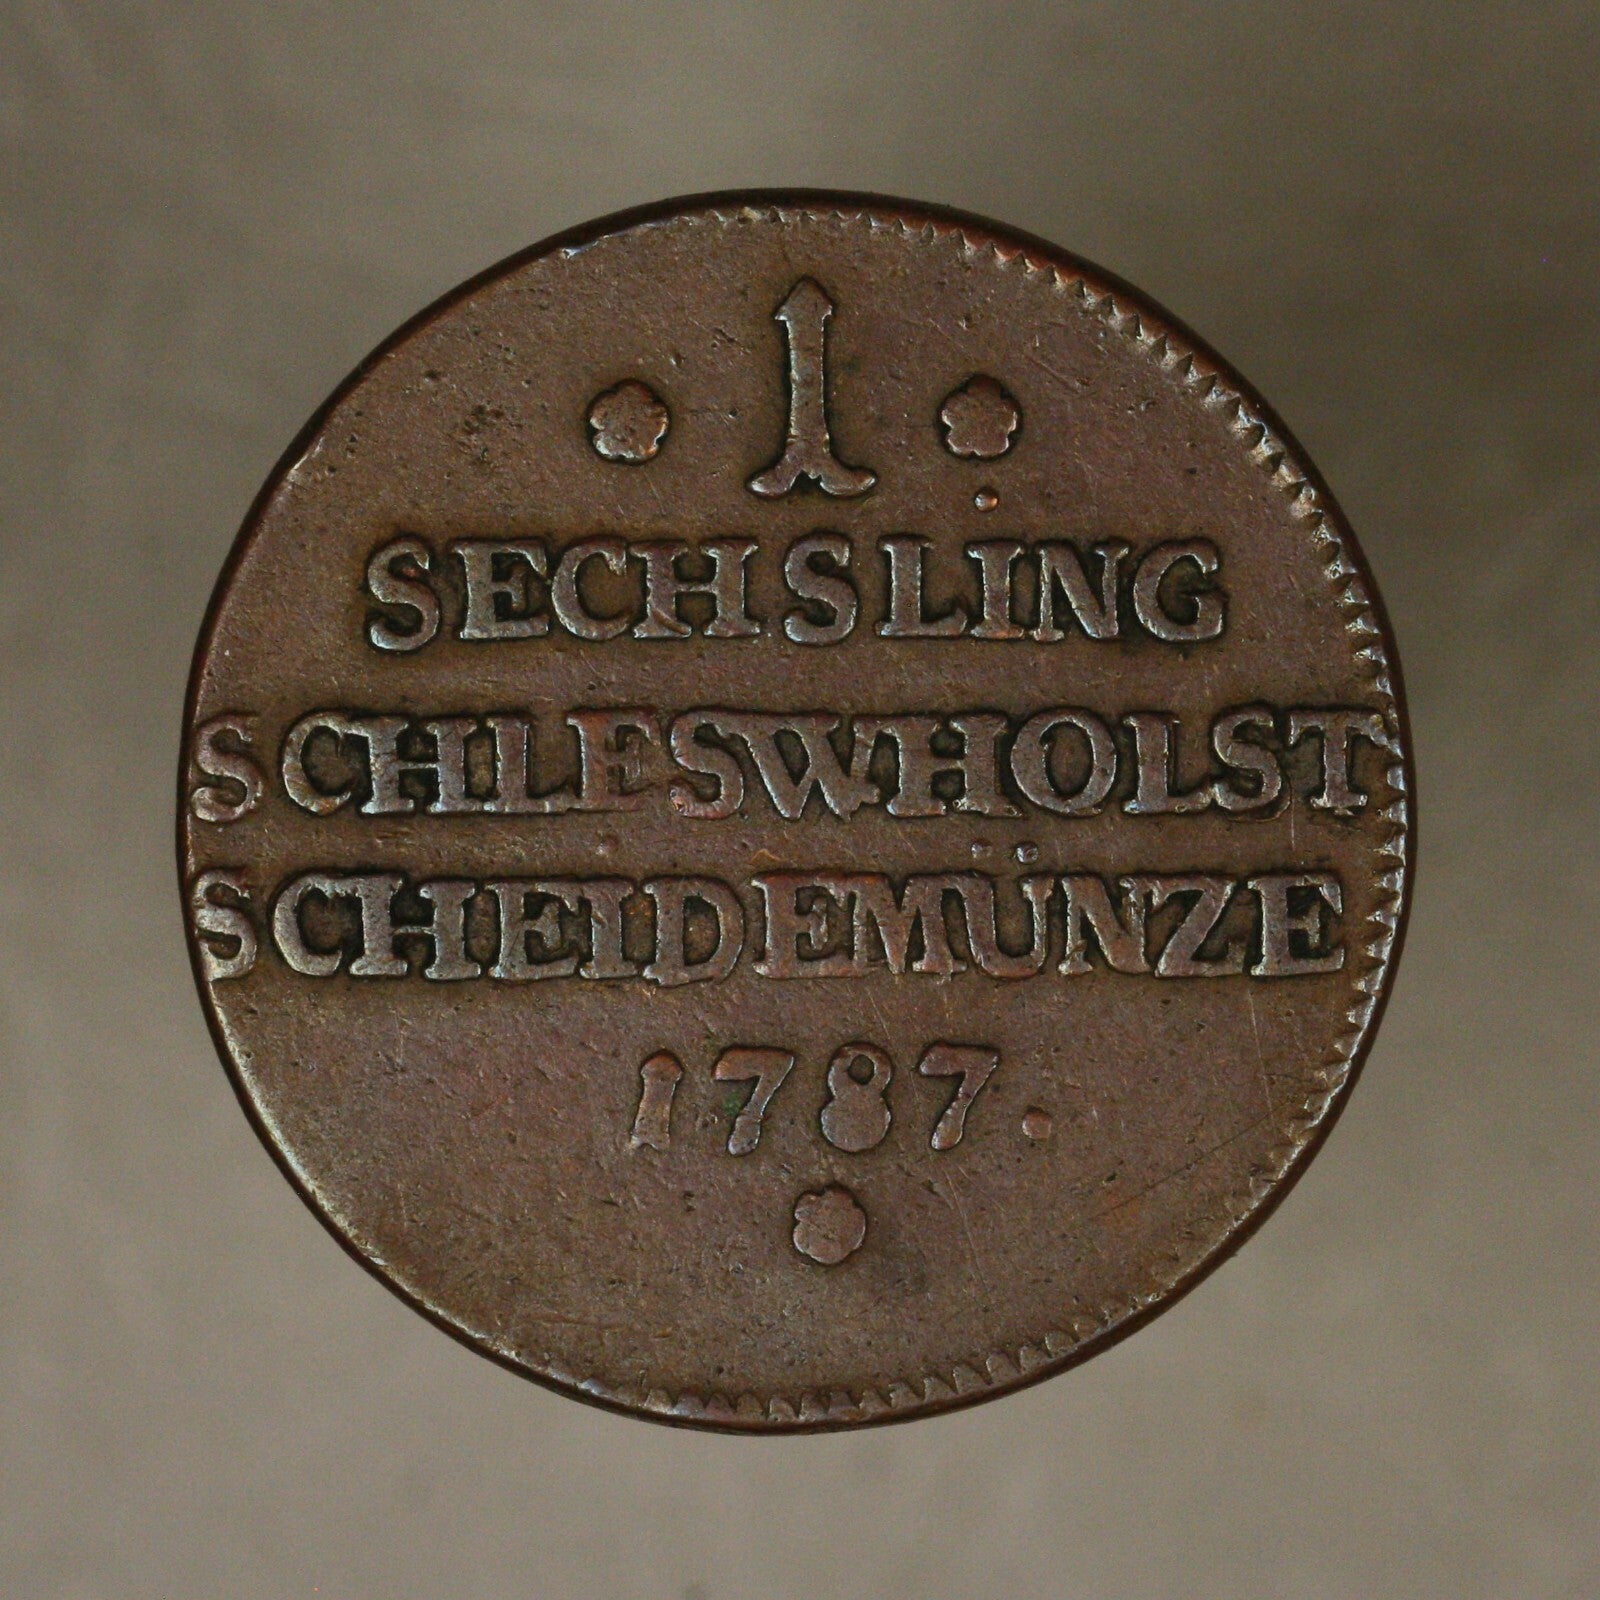 1
SECHSLING
SCHLESWHOLST
SCHEIDEMÜNZE
1787.